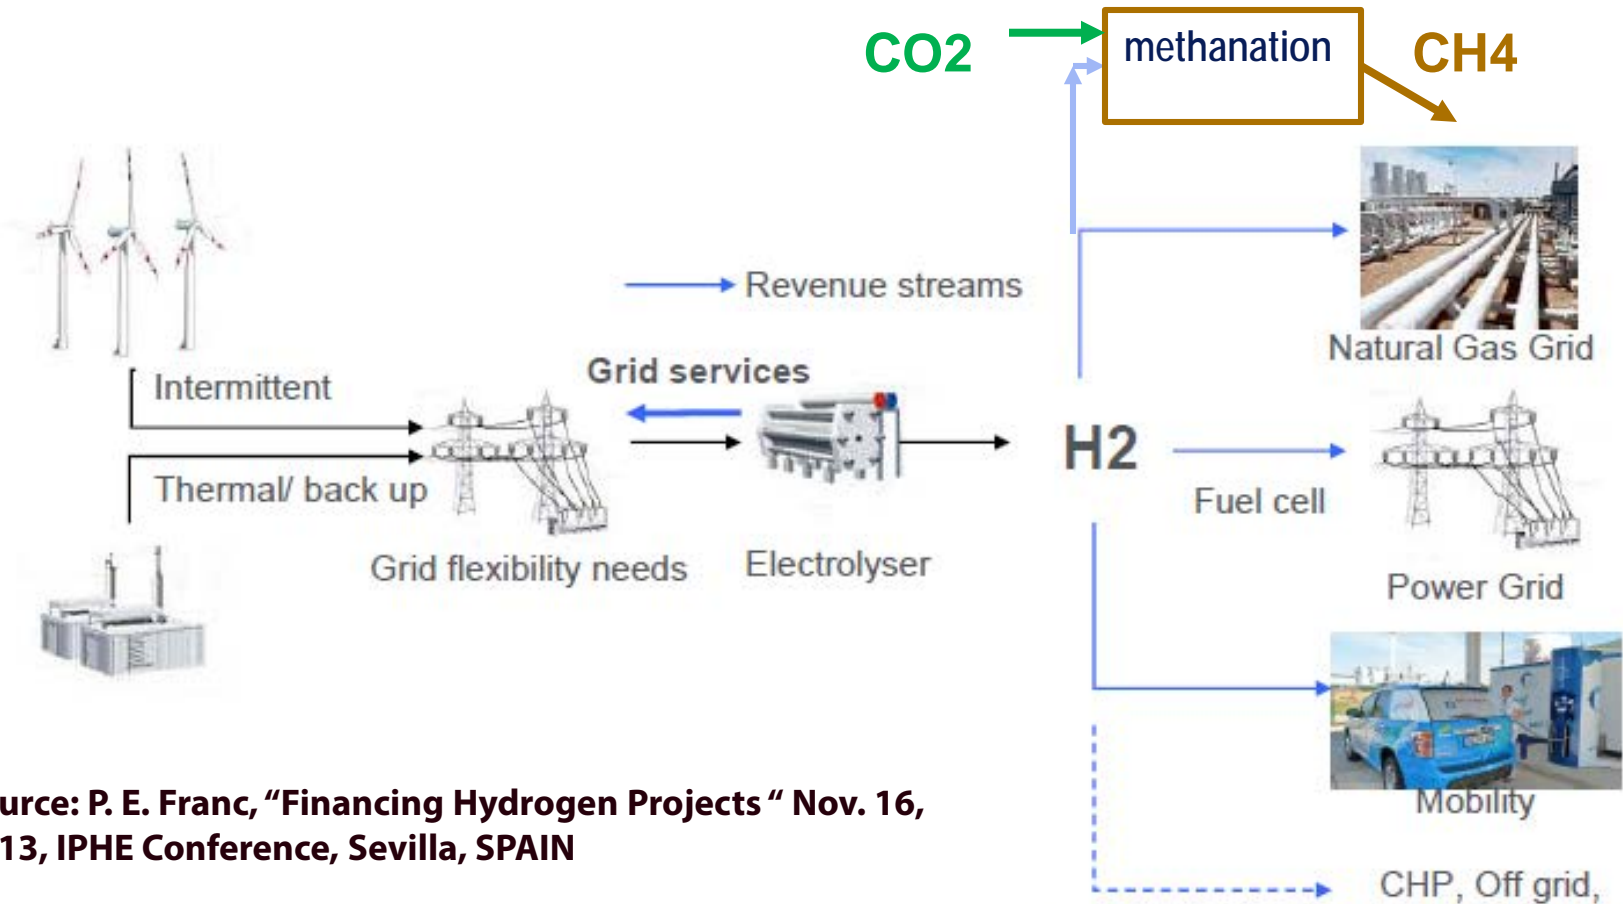 CO2
methanation
CH4
Revenue streams
Natural Gas Grid
Intermittent
Grid services
H2
Thermal/ back up
Fuel cell
Grid flexibility needs
Electrolyser
Power Grid
Mobility
urce: P. E. Franc, “Financing Hydrogen Projects “ Nov. 16,
13, IPHE Conference, Sevilla, SPAIN
CHP, Off grid,